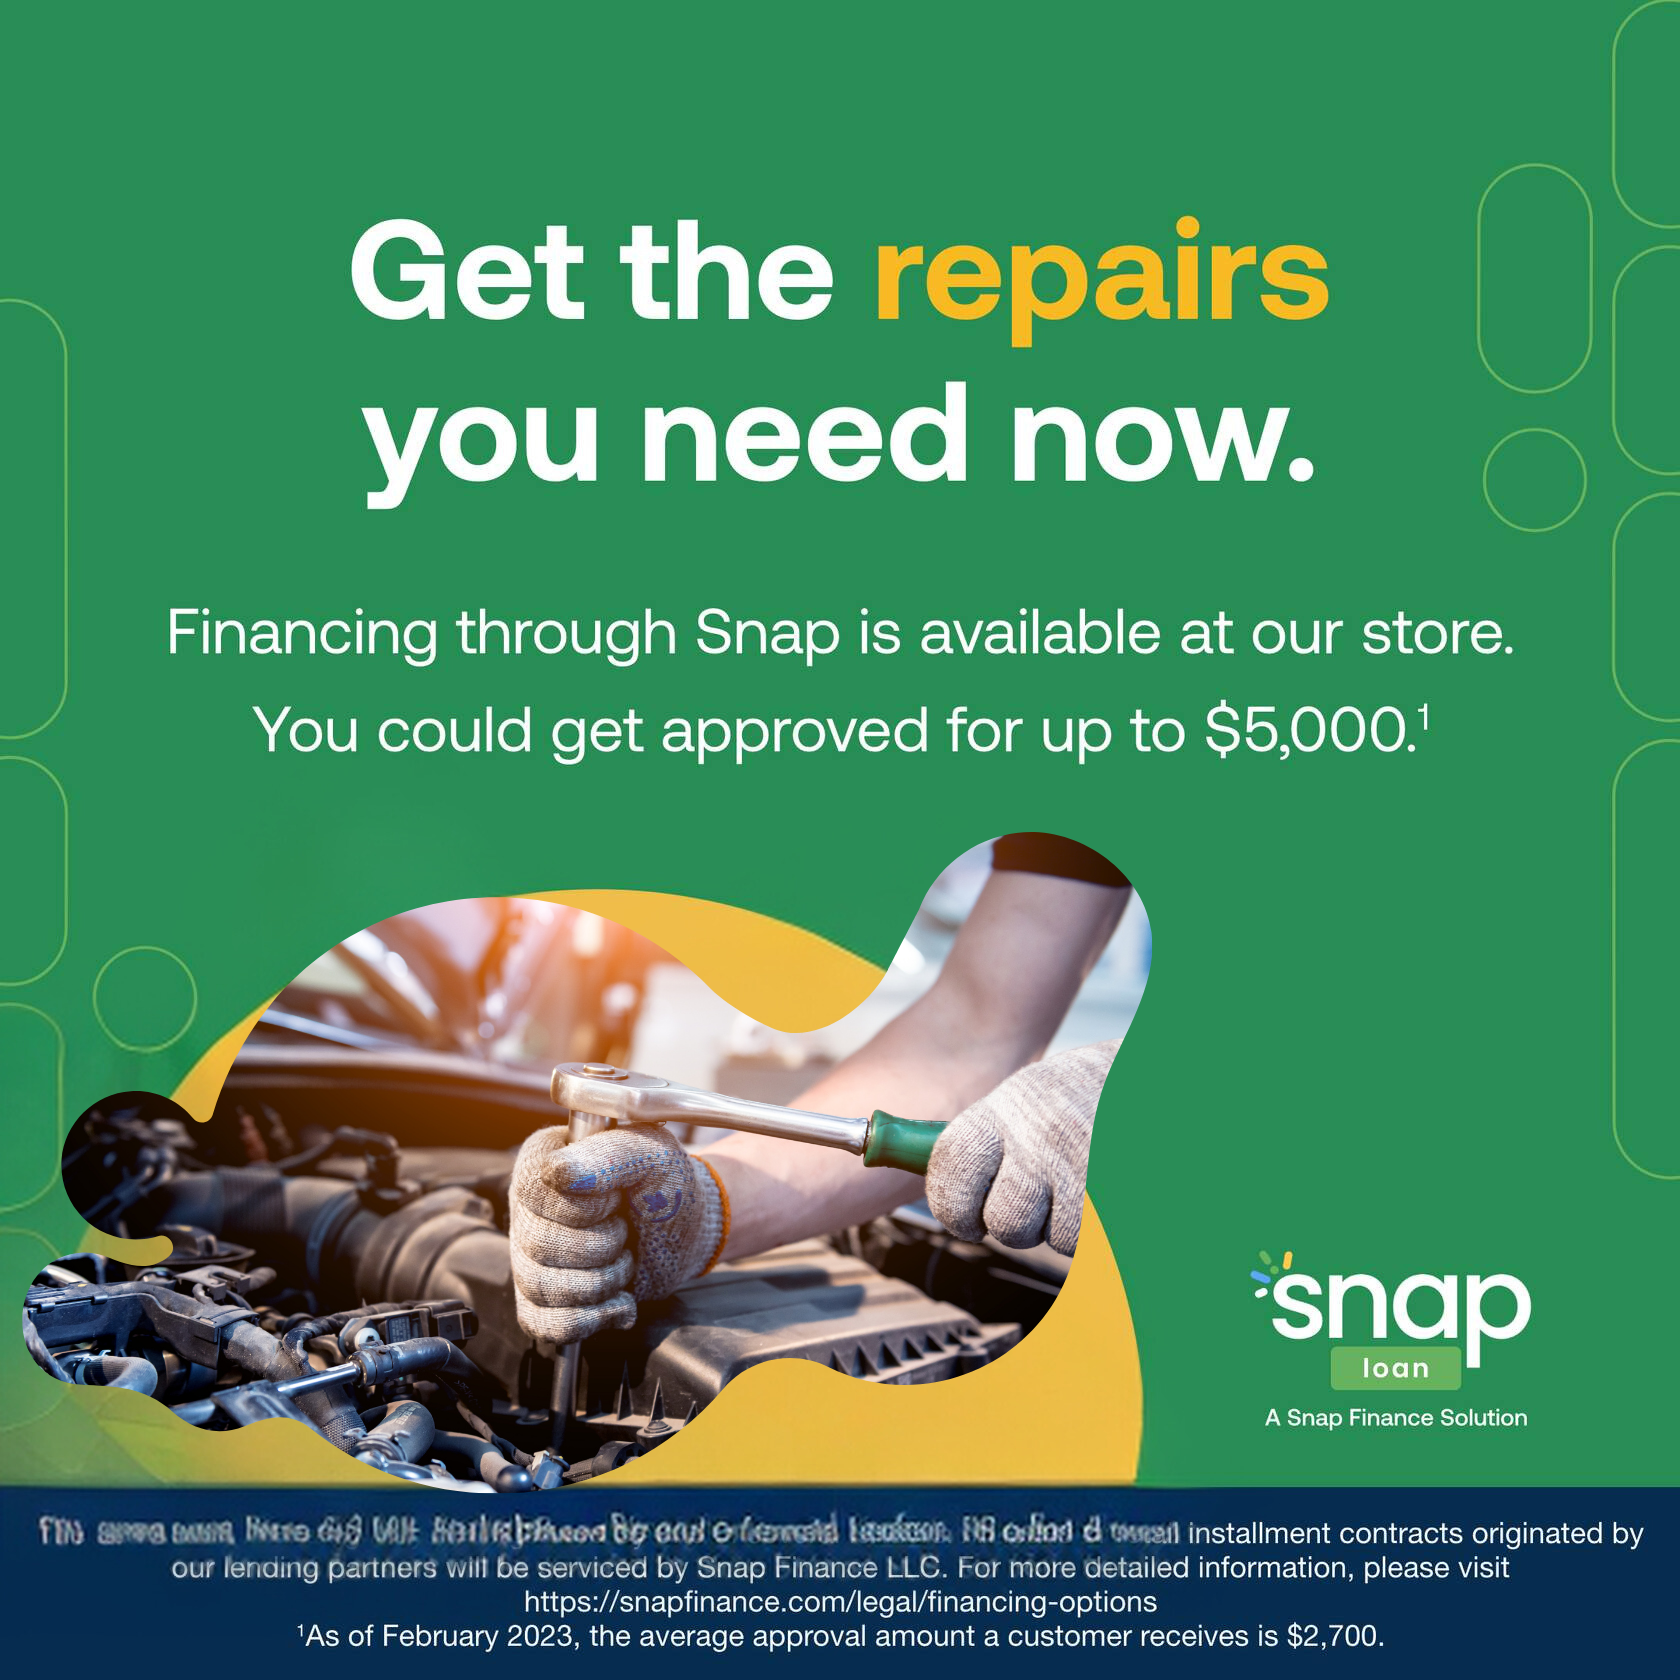 Get the repairs
you need now.
Financing through Snap is available at our store.
You could get approved for up to $5,000.¹
snap
loan
A Snap Finance Solution
installment contracts originated by
our lending partners will be serviced by Snap Finance LLC. For more detailed information, please visit
https://snapfinance.com/legal/financing-options
¹As of February 2023, the average approval amount a customer receives is $2,700.